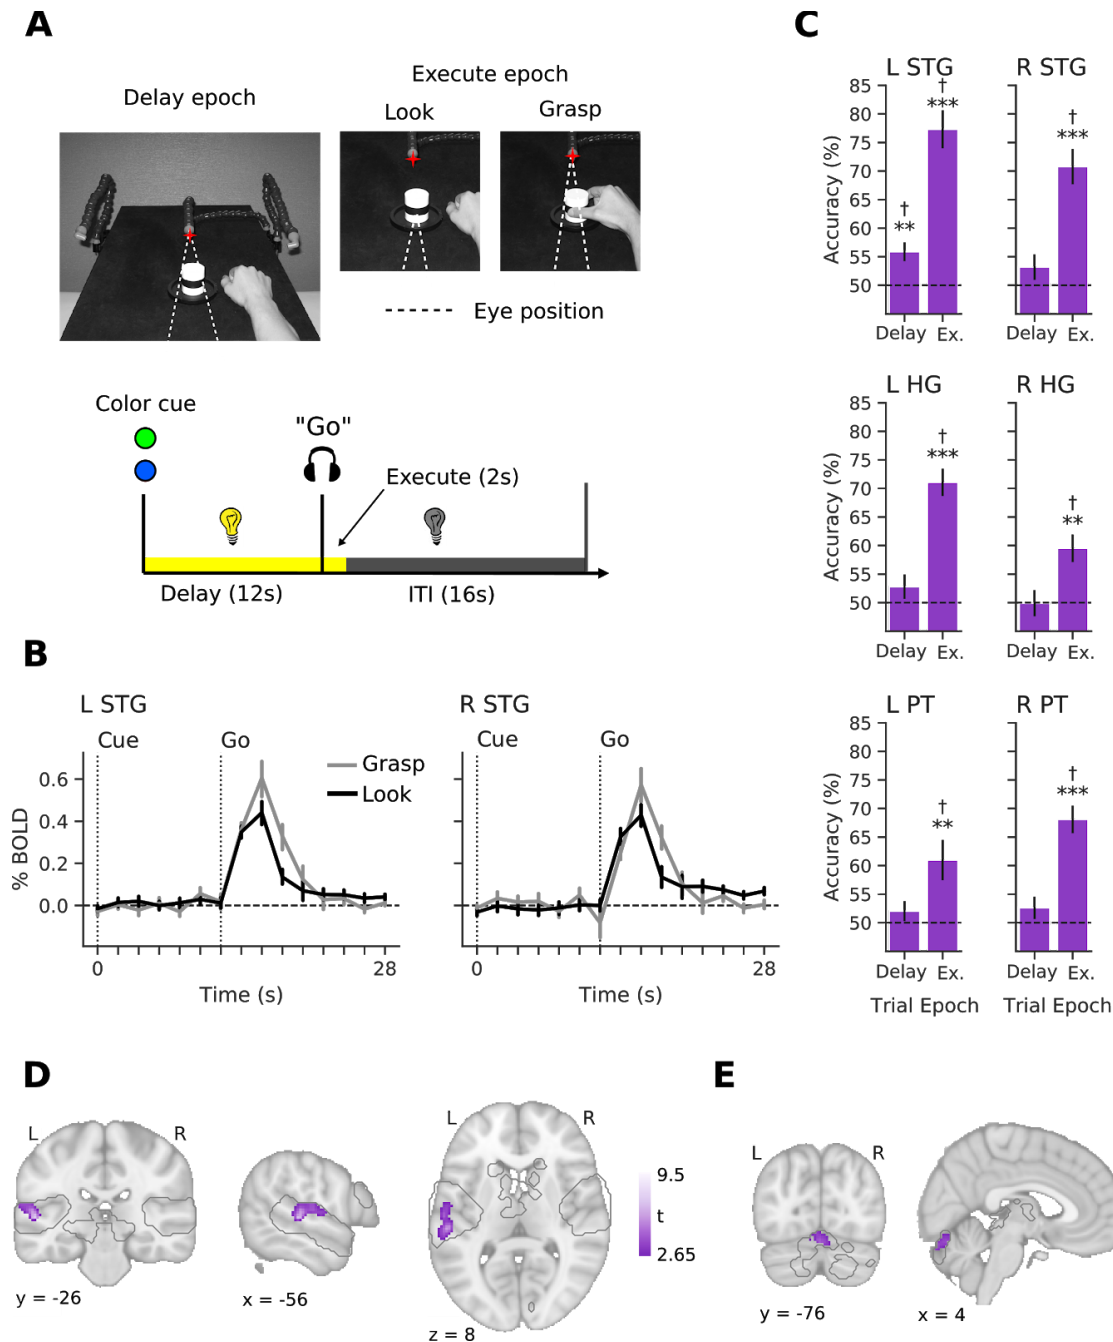 A
Delay epoch
Execute epoch
Look
Grasp
Eye position
Color cue
"Go"
Execute (2s)
Delay (12s)
ITI (16s)
B
L STG
R STG
Cue
Go
Cue
Go
Grasp
Look
% BOLD
0.6
0.4
0.2
0.0
0
28
0
28
Time (s)
Time (s)
C
L STG
R STG
Accuracy (%)
85
80
75
70
65
60
55
50
†
**
†
***
†
***
Delay
Ex.
Delay
Ex.
L HG
R HG
Accuracy (%)
85
80
75
70
65
60
55
50
†
***
†
**
Delay
Ex.
Delay
Ex.
L PT
R PT
Accuracy (%)
85
80
75
70
65
60
55
50
†
**
†
***
Delay
Ex.
Delay
Ex.
Trial Epoch
Trial Epoch
D
L
R
L
R
9.5
t
2.65
y = -26
x = -56
z = 8
E
L
R
y = -76
x = 4